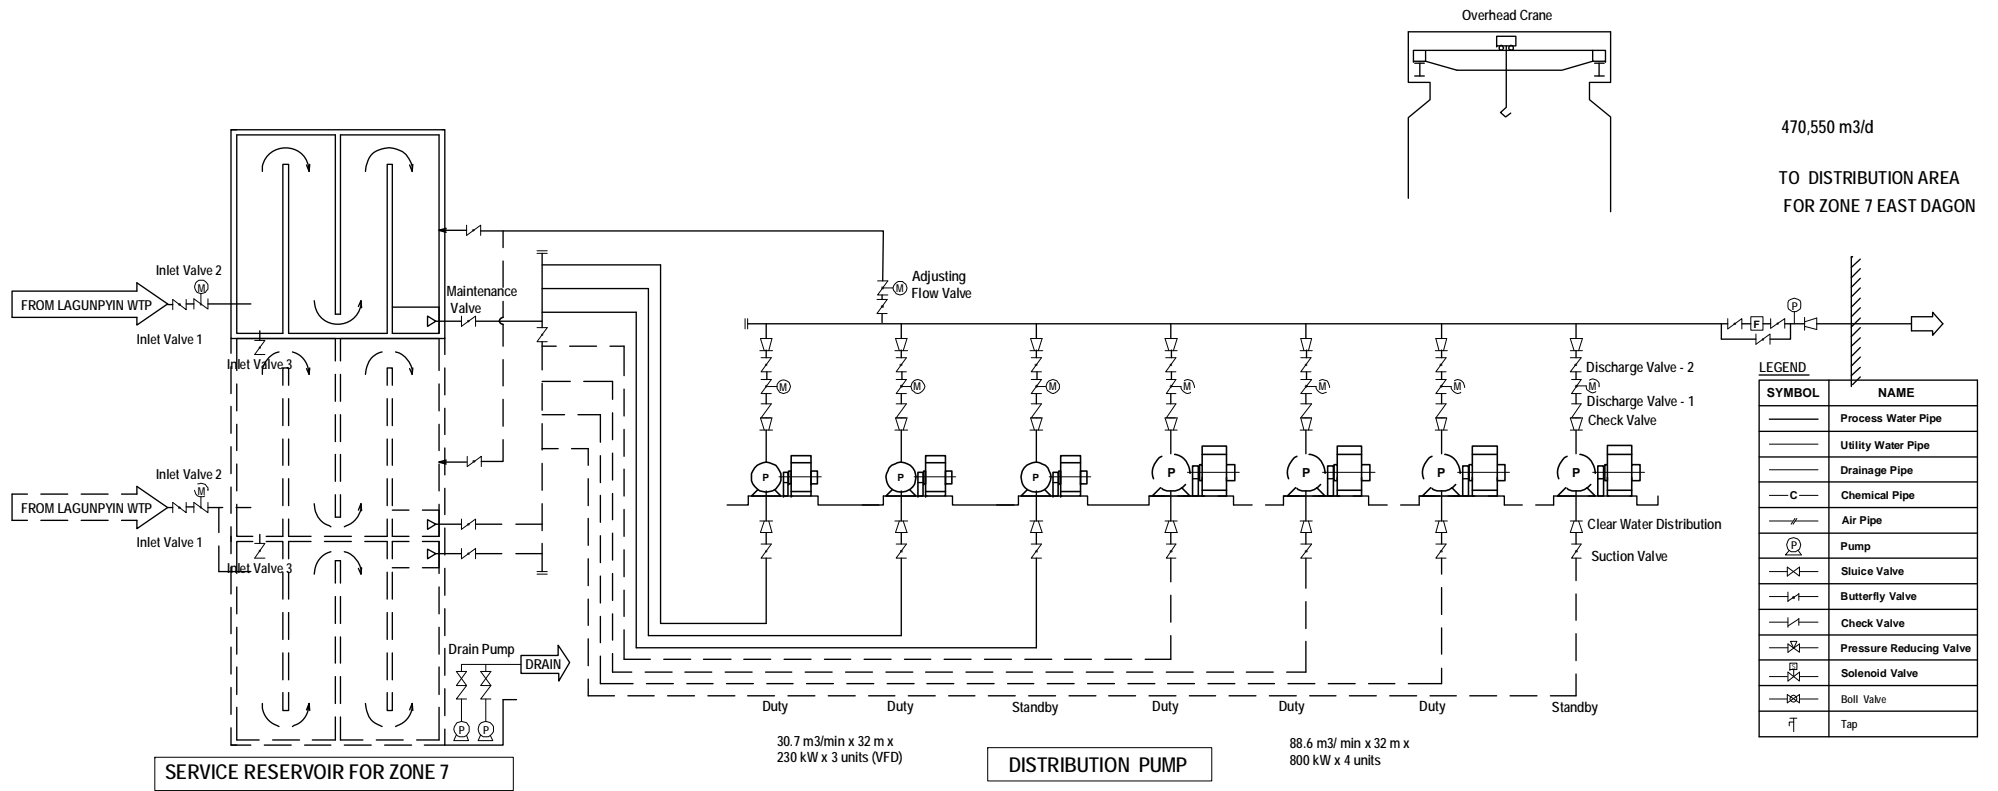 Overhead Crane
470,550 m3/d
TO DISTRIBUTION AREA
FOR ZONE 7 EAST DAGON
Inlet Valve 2
M
FROM LAGUNPYIN WTP
Inlet Valve 1
Inlet Valve 3
Maintenance
Valve
Adjusting
Flow Valve
M
F
P
M
M
M
M
M
M
M
Discharge Valve - 2
Discharge Valve - 1
Check Valve
P
P
P
P
P
P
P
Inlet Valve 2
M
FROM LAGUNPYIN WTP
Inlet Valve 1
Inlet Valve 3
Clear Water Distribution
Suction Valve
Drain Pump
DRAIN
P
P
Duty
Duty
Standby
Duty
Duty
Duty
Standby
30.7 m3/min x 32 m x
230 kW x 3 units (VFD)
88.6 m3/ min x 32 m x
800 kW x 4 units
SERVICE RESERVOIR FOR ZONE 7
DISTRIBUTION PUMP
LEGEND
SYMBOL NAME
Process Water Pipe
Utility Water Pipe
Drainage Pipe
C Chemical Pipe
Air Pipe
P Pump
Sluice Valve
Butterfly Valve
Check Valve
Pressure Reducing Valve
S Solenoid Valve
Boll Valve
Tap